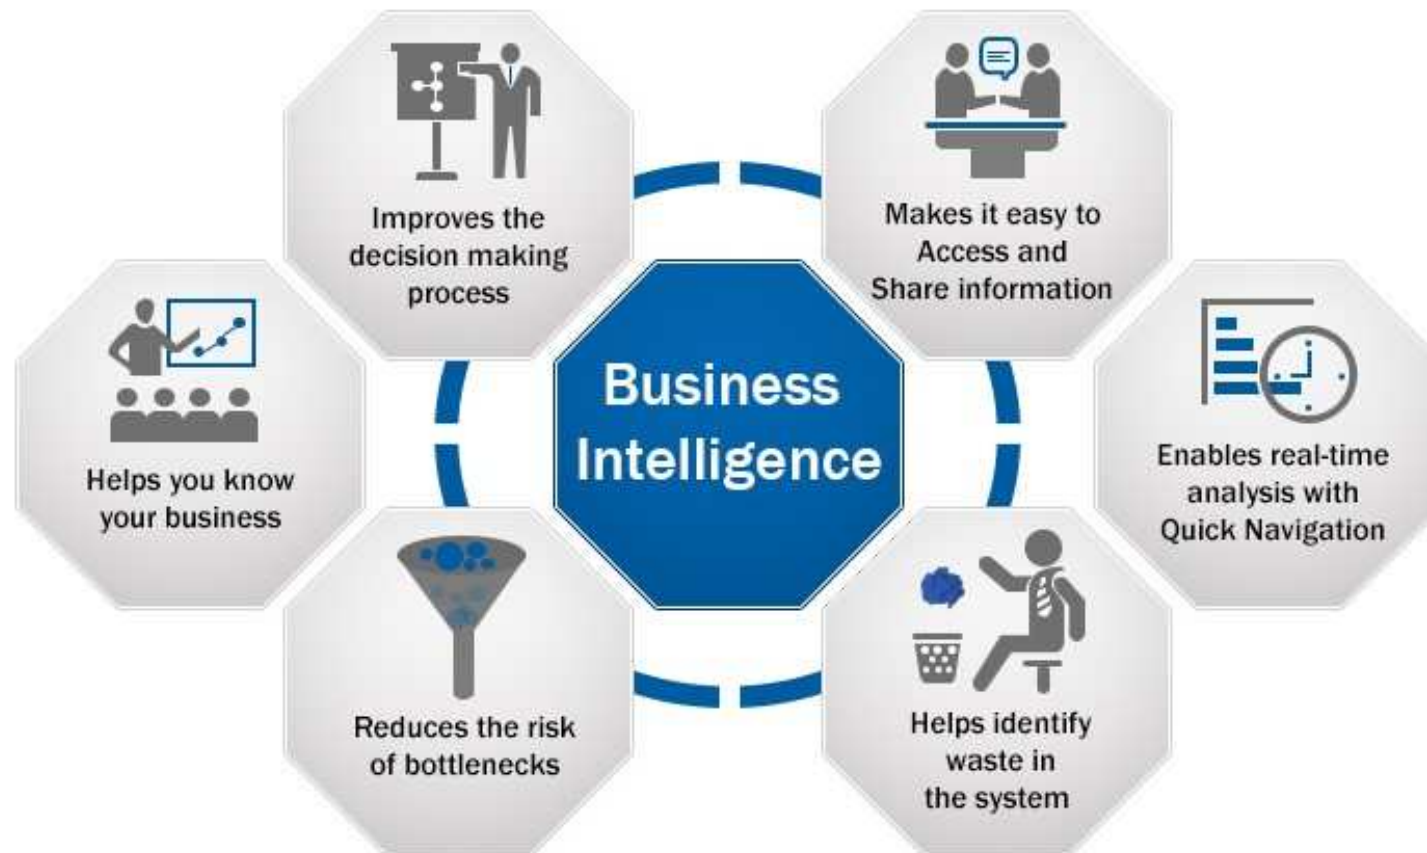 Improves the
decision making
process
Makes it easy to
Access and
Share information
Helps you know
your business
Business
Intelligence
Enables real-time
analysis with
Quick Navigation
Reduces the risk
of bottlenecks
Helps identify
waste in
the system